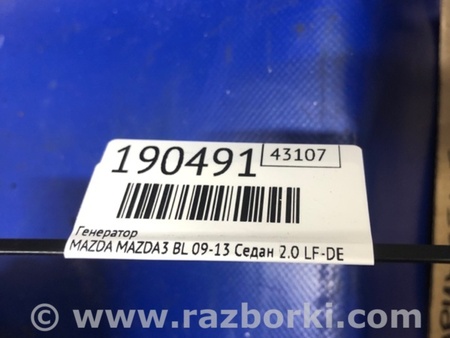 190491 43107
Генератор
MAZDA MAZDA3 BL 09-13 Седан 2.0 LF-DE
© www.razborki.com